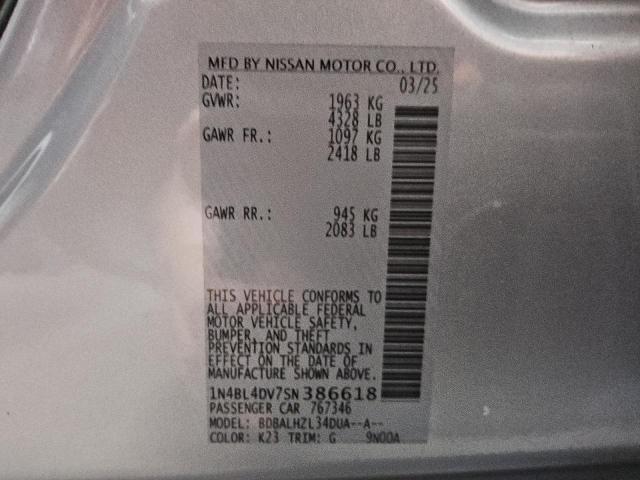 MFD BY NISSAN MOTOR CO., LTD.
DATE: 03/25
GVWR: 1963 KG
4328 LB
GAWR FR.: 1097 KG
2418 LB
GAWR RR.: 945 KG
2083 LB
THIS VEHICLE CONFORMS TO
ALL APPLICABLE FEDERAL
MOTOR VEHICLE SAFETY,
BUMPER, AND THEFT
PREVENTION STANDARDS IN
EFFECT ON THE DATE OF
MANUFACTURE SHOWN ABOVE.
1N4BL4DV7SN386618
PASSENGER CAR 767346
MODEL: BDBALHZL34DUA--A--
COLOR: K23 TRIM: G 9N00A